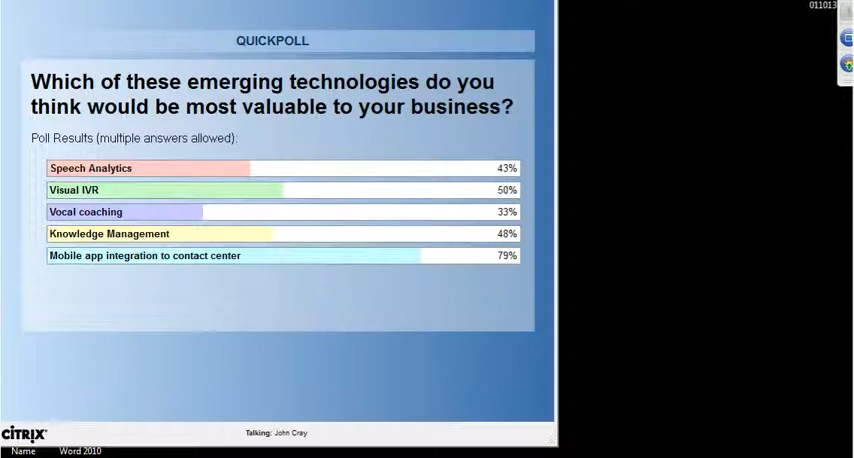 011013
QUICKPOLL
Which of these emerging technologies do you
think would be most valuable to your business?
Poll Results (multiple answers allowed):
Speech Analytics 43%
Visual IVR 50%
Vocal coaching 33%
Knowledge Management 48%
Mobile app integration to contact center 79%
CITRIX
Talking: John Cray
Name Word 2010